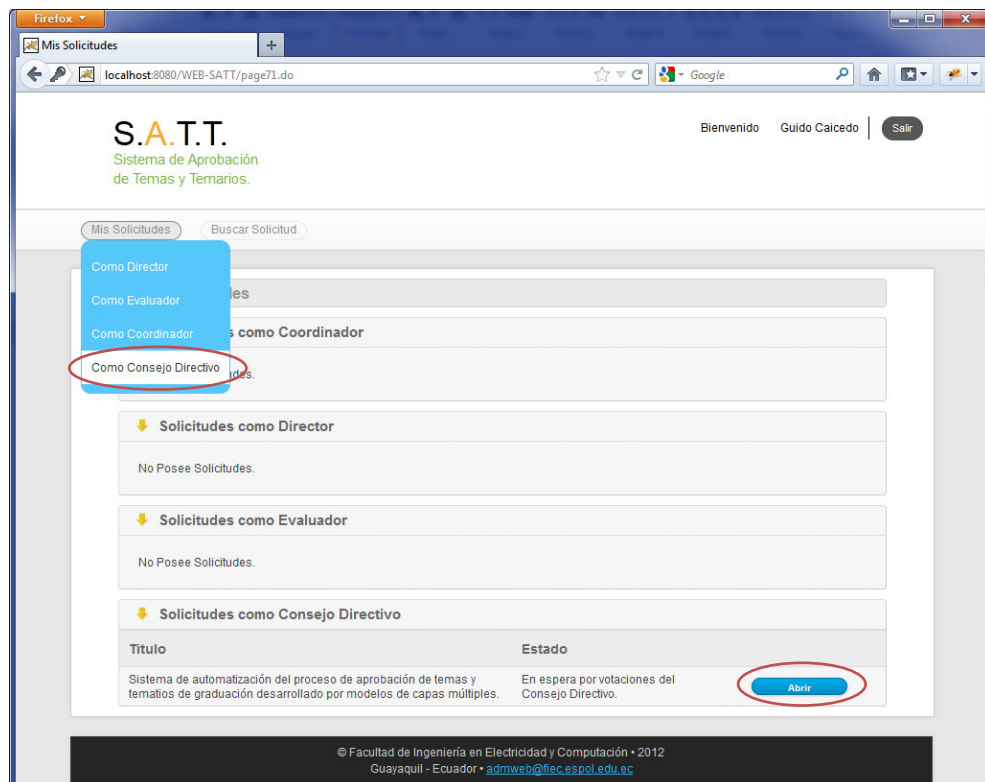 Firefox
Mis Solicitudes
localhost:8080/WEB-SATT/page71.do
Google
S.A.T.T.
Sistema de Aprobación
de Temas y Temarios.
Bienvenido Guido Caicedo
Salir
Mis Solicitudes
Buscar Solicitud
Como Director
Como Evaluador
Como Coordinador
Como Consejo Directivo
s como Coordinador
Solicitudes como Director
No Posee Solicitudes.
Solicitudes como Evaluador
No Posee Solicitudes.
Solicitudes como Consejo Directivo
Titulo Estado
Sistema de automatización del proceso de aprobación de temas y
tematios de graduación desarrollado por modelos de capas múltiples.
En espera por votaciones del
Consejo Directivo.
Abrir
© Facultad de Ingeniería en Electricidad y Computación • 2012
Guayaquil - Ecuador • admweb@fiec.espol.edu.ec